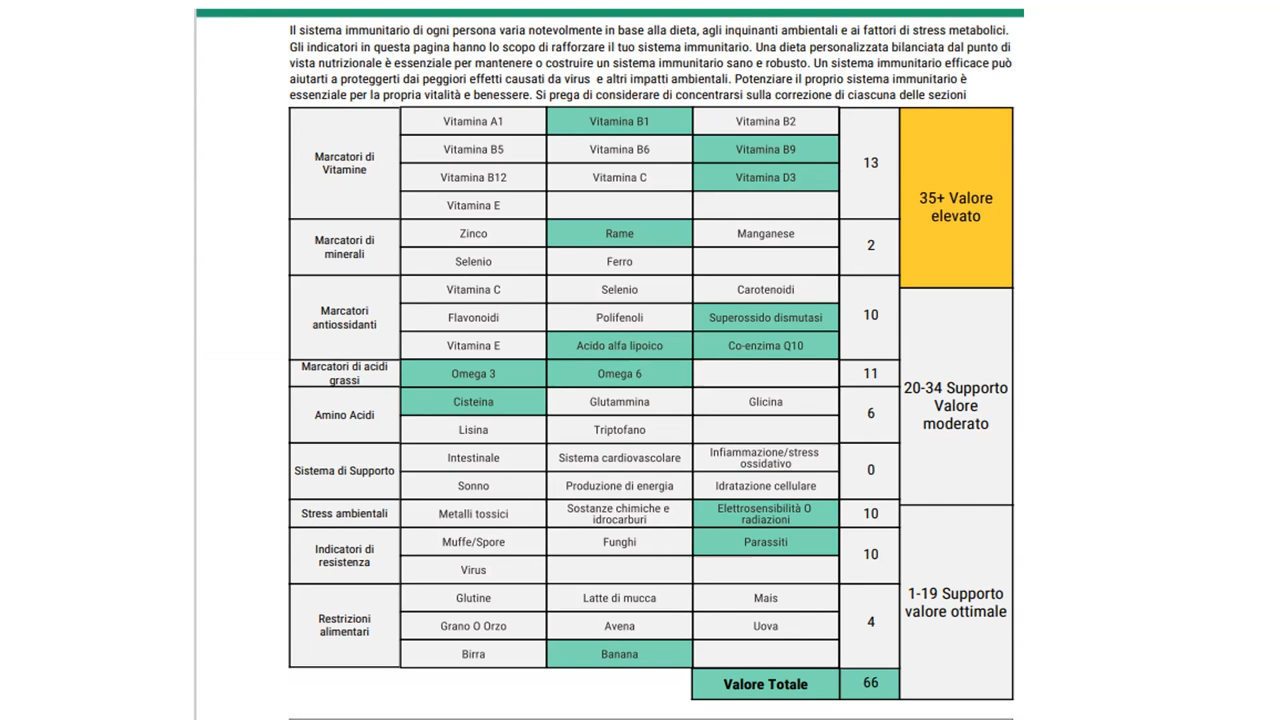 Il sistema immunitario di ogni persona varia notevolmente in base alla dieta, agli inquinanti ambientali e ai fattori di stress metabolici.
Gli indicatori in questa pagina hanno lo scopo di rafforzare il tuo sistema immunitario. Una dieta personalizzata bilanciata dal punto di
vista nutrizionale è essenziale per mantenere o costruire un sistema immunitario sano e robusto. Un sistema immunitario efficace può
aiutarti a proteggerti dai peggiori effetti causati da virus e altri impatti ambientali. Potenziare il proprio sistema immunitario è
essenziale per la propria vitalità e benessere. Si prega di considerare di concentrarsi sulla correzione di ciascuna delle sezioni
Marcatori di
Vitamine
Vitamina A1
Vitamina B1
Vitamina B2
Vitamina B5
Vitamina B6
Vitamina B9
Vitamina B12
Vitamina C
Vitamina D3
Vitamina E
13
35+ Valore
elevato
Marcatori di
minerali
Zinco
Rame
Manganese
Selenio
Ferro
2
Marcatori
antiossidanti
Vitamina C
Selenio
Carotenoidi
Flavonoidi
Polifenoli
Superossido dismutasi
Vitamina E
Acido alfa lipoico
Co-enzima Q10
10
20-34 Supporto
Valore
moderato
Marcatori di acidi
grassi
Omega 3
Omega 6
11
Amino Acidi
Cisteina
Glutammina
Glicina
Lisina
Triptofano
6
Sistema di Supporto
Intestinale
Sistema cardiovascolare
Infiammazione/stress
ossidativo
Sonno
Produzione di energia
Idratazione cellulare
0
Stress ambientali
Metalli tossici
Sostanze chimiche e
idrocarburi
Elettrosensibilità O
radiazioni
10
Indicatori di
resistenza
Muffe/Spore
Funghi
Parassiti
Virus
10
1-19 Supporto
valore ottimale
Restrizioni
alimentari
Glutine
Latte di mucca
Mais
Grano O Orzo
Avena
Uova
Birra
Banana
4
Valore Totale
66